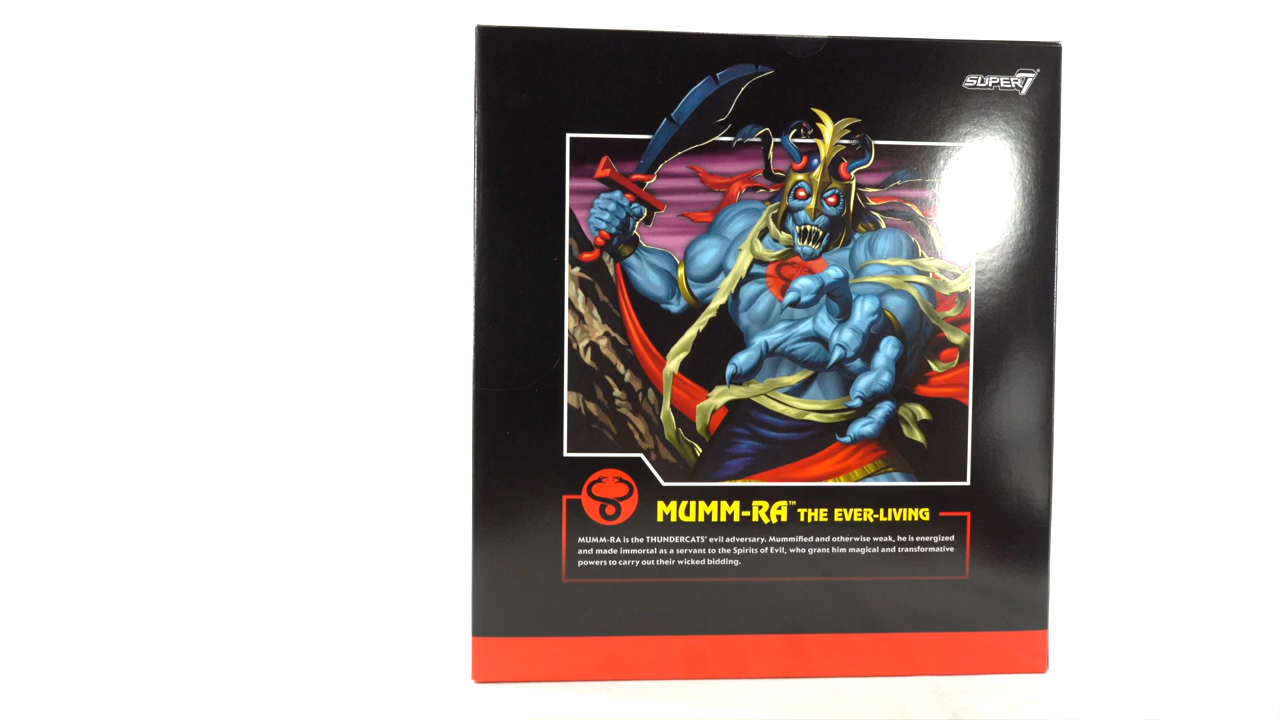 SUPER7
MUMM-RA™ THE EVER-LIVING
MUMM-RA is the THUNDERCATS' evil adversary. Mummified and otherwise weak, he is energized
and made immortal as a servant to the Spirits of Evil, who grant him magical and transformative
powers to carry out their wicked bidding.